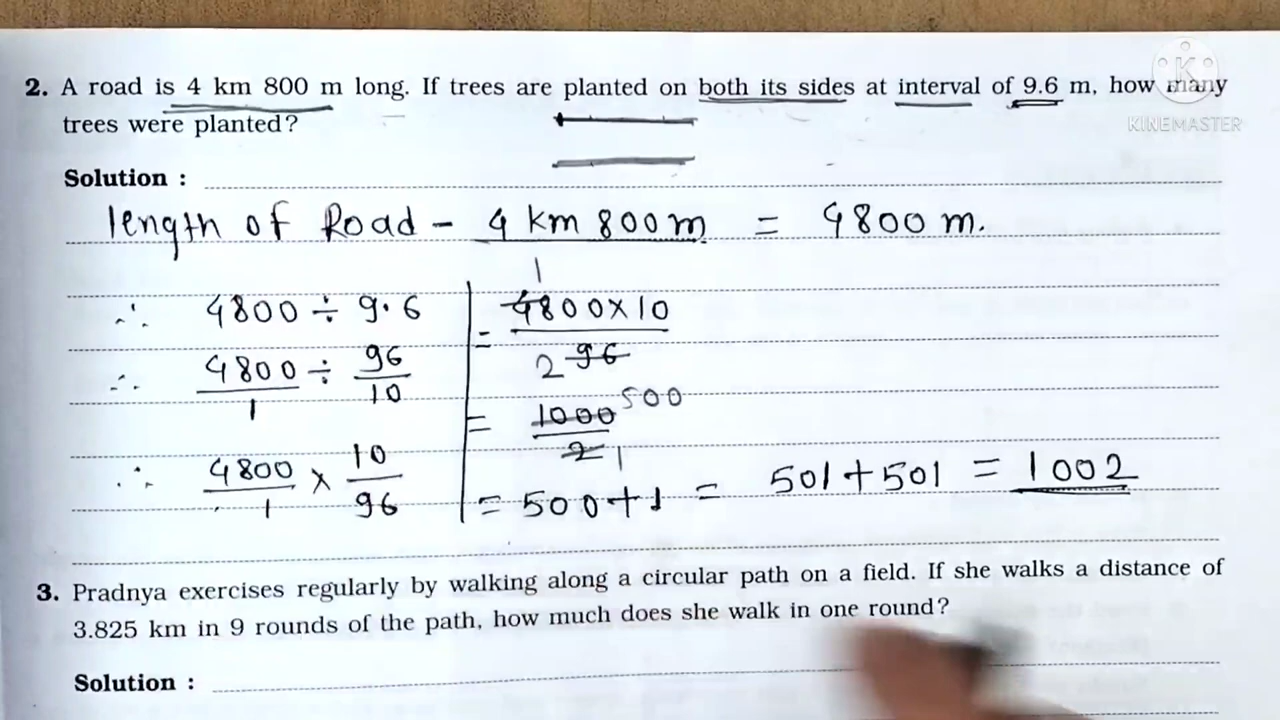 2. A road is 4 km 800 m long. If trees are planted on both its sides at interval of 9.6 m, how many
trees were planted?
KINEMASTER
Solution :
length of Road - 4 km 800 m = 4800 m.
∴ 4800 ÷ 9.6
∴ 4800/1 ÷ 96/10
∴ 4800/1 × 10/96
1
= 4800×10 / 96 2
= 1000 500 / 2 1
= 500+1 = 501+501 = 1002
3. Pradnya exercises regularly by walking along a circular path on a field. If she walks a distance of
3.825 km in 9 rounds of the path, how much does she walk in one round?
Solution :